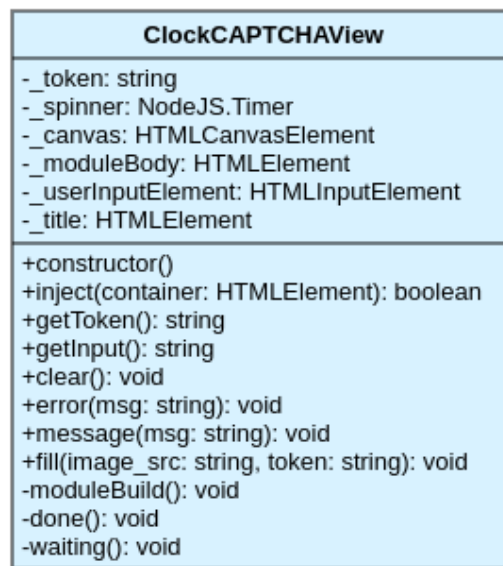 ClockCAPTCHAView
-_token: string
-_spinner: NodeJS.Timer
-_canvas: HTMLCanvasElement
-_moduleBody: HTMLElement
-_userInputElement: HTMLInputElement
-_title: HTMLElement
+constructor()
+inject(container: HTMLElement): boolean
+getToken(): string
+getInput(): string
+clear(): void
+error(msg: string): void
+message(msg: string): void
+fill(image_src: string, token: string): void
-moduleBuild(): void
-done(): void
-waiting(): void